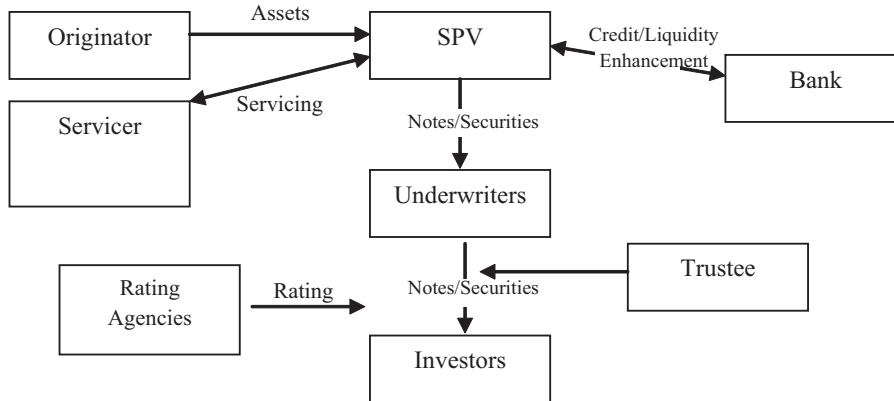 Originator
Assets
SPV
Credit/Liquidity
Enhancement
Bank
Servicer
Servicing
Notes/Securities
Underwriters
Trustee
Rating
Agencies
Rating
Notes/Securities
Investors